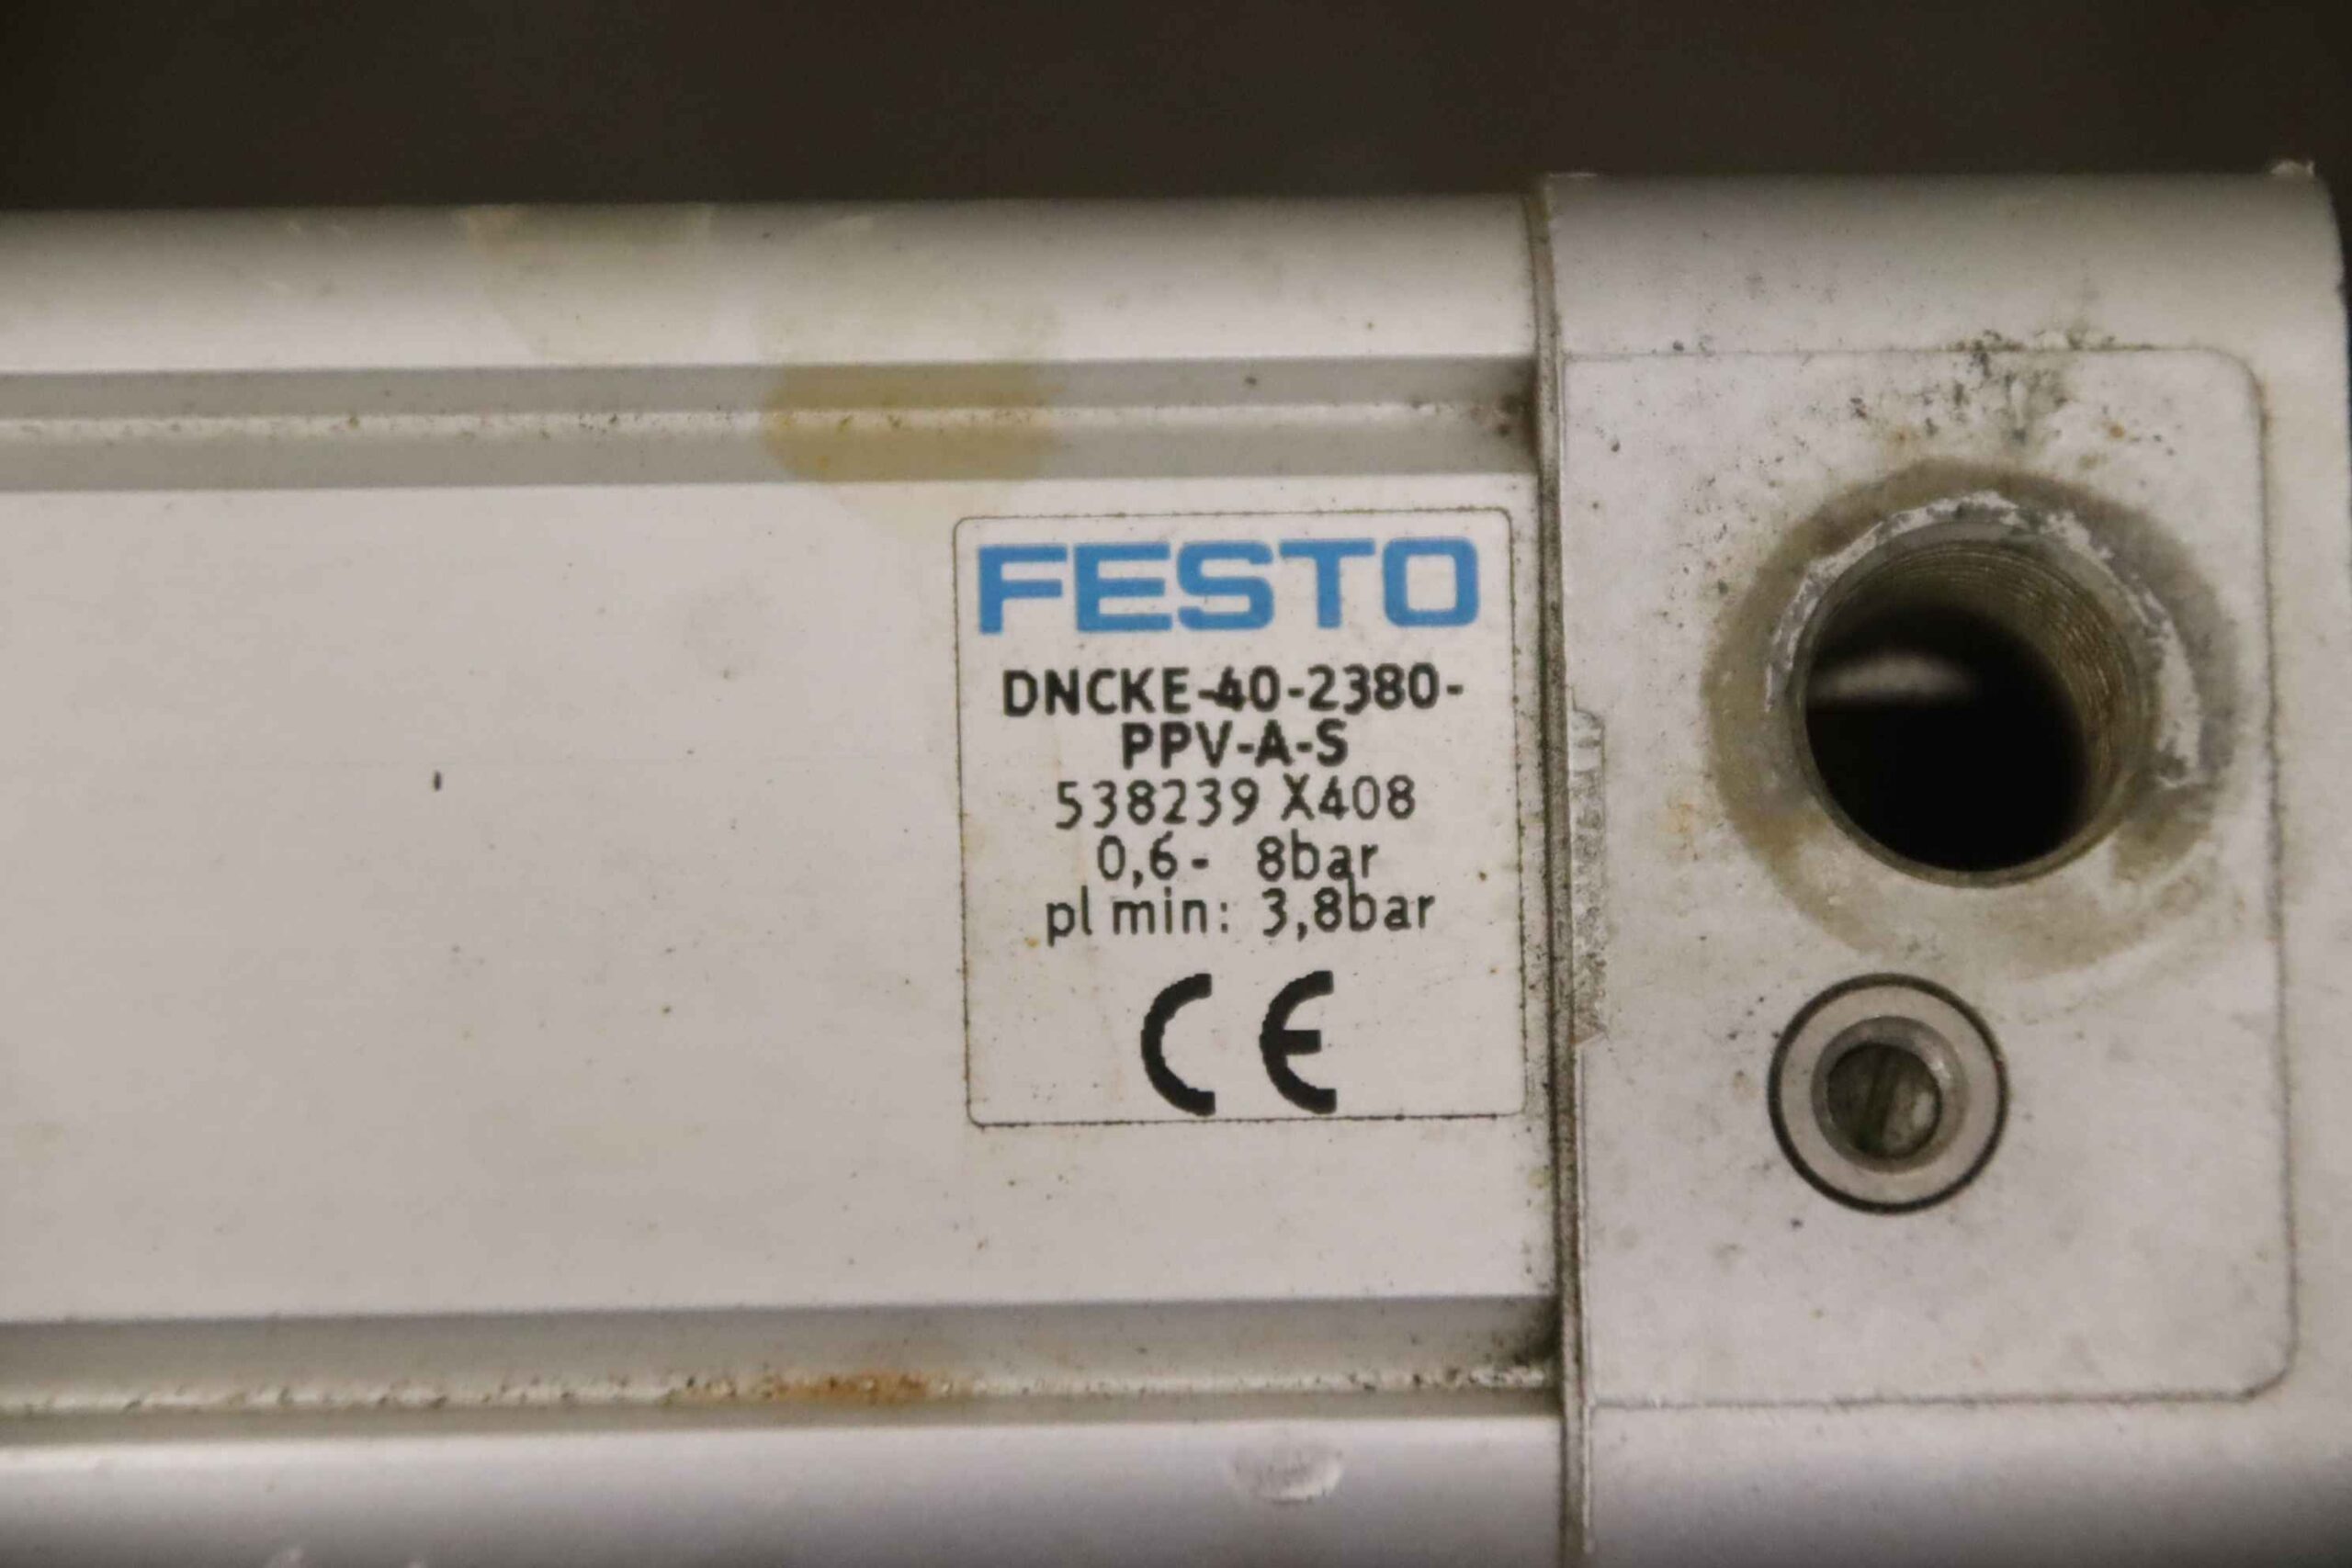 FESTO
DNCKE-40-2380-
PPV-A-S
538239 X408
0,6- 8bar
pl min: 3,8bar
CE